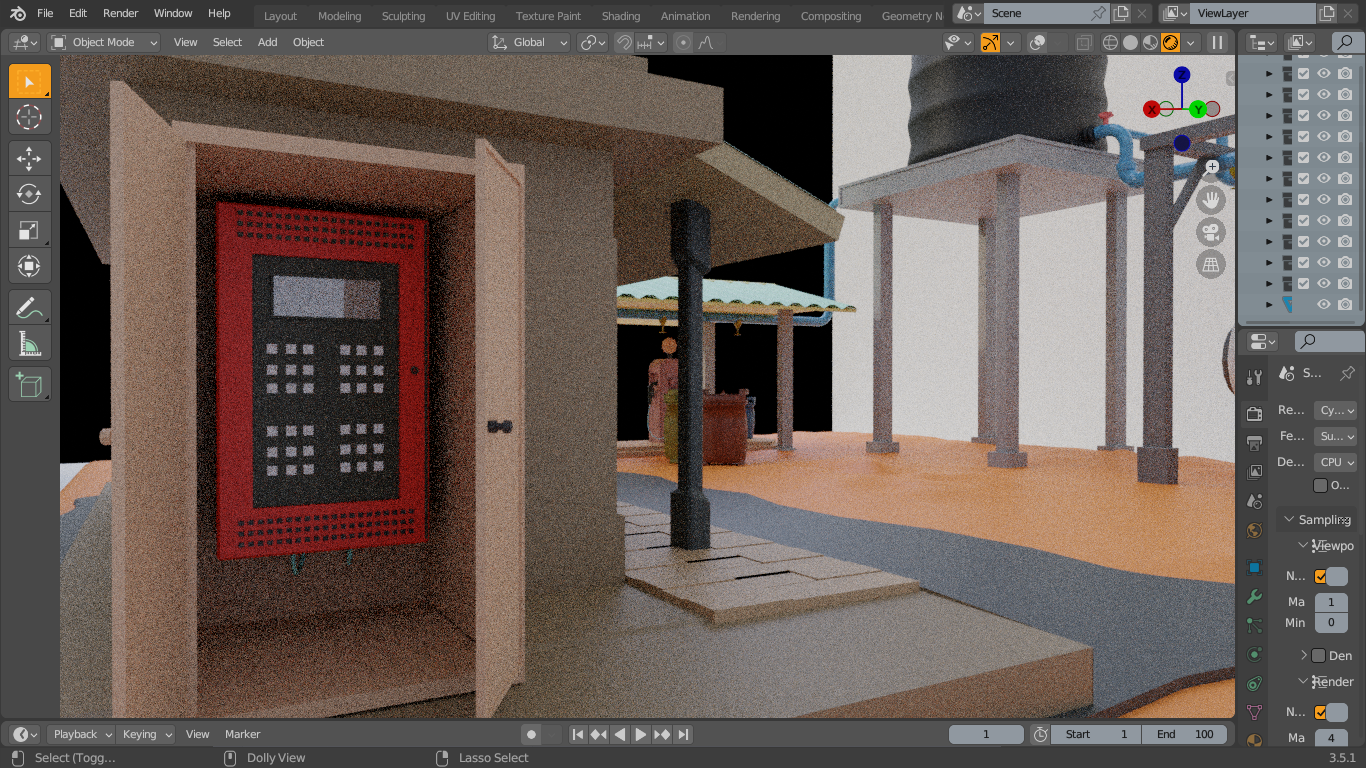 File Edit Render Window Help Layout Modeling Sculpting UV Editing Texture Paint Shading Animation Rendering Compositing Geometry N Scene ViewLayer
Object Mode View Select Add Object Global
Z
X Y
S...
Re... Cy...
Fe... Su...
De... CPU
O...
Sampling
Viewpo
N...
Ma 1
Min 0
Den
Render
N...
Ma 4
Playback Keying View Marker 1 Start 1 End 100
Select (Togg... Dolly View Lasso Select 3.5.1